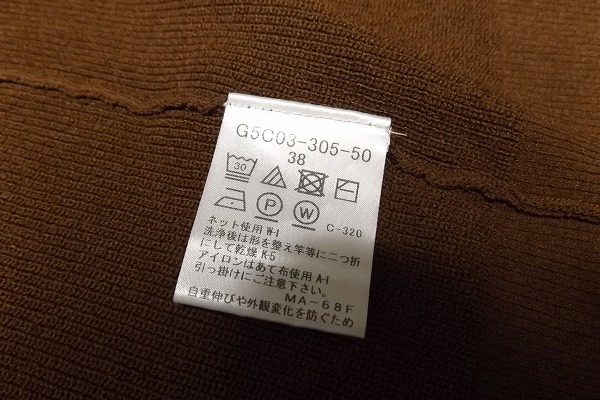 G5C03-305-50
38
30
P W C-320
ネット使用 W-1
洗浄後は形を整え竿等に二つ折
にして乾燥 K-5
アイロンはあて布使用 A-1
引っ掛けにご注意下さい。
MA-68F
自重伸びや外観変化を防ぐため